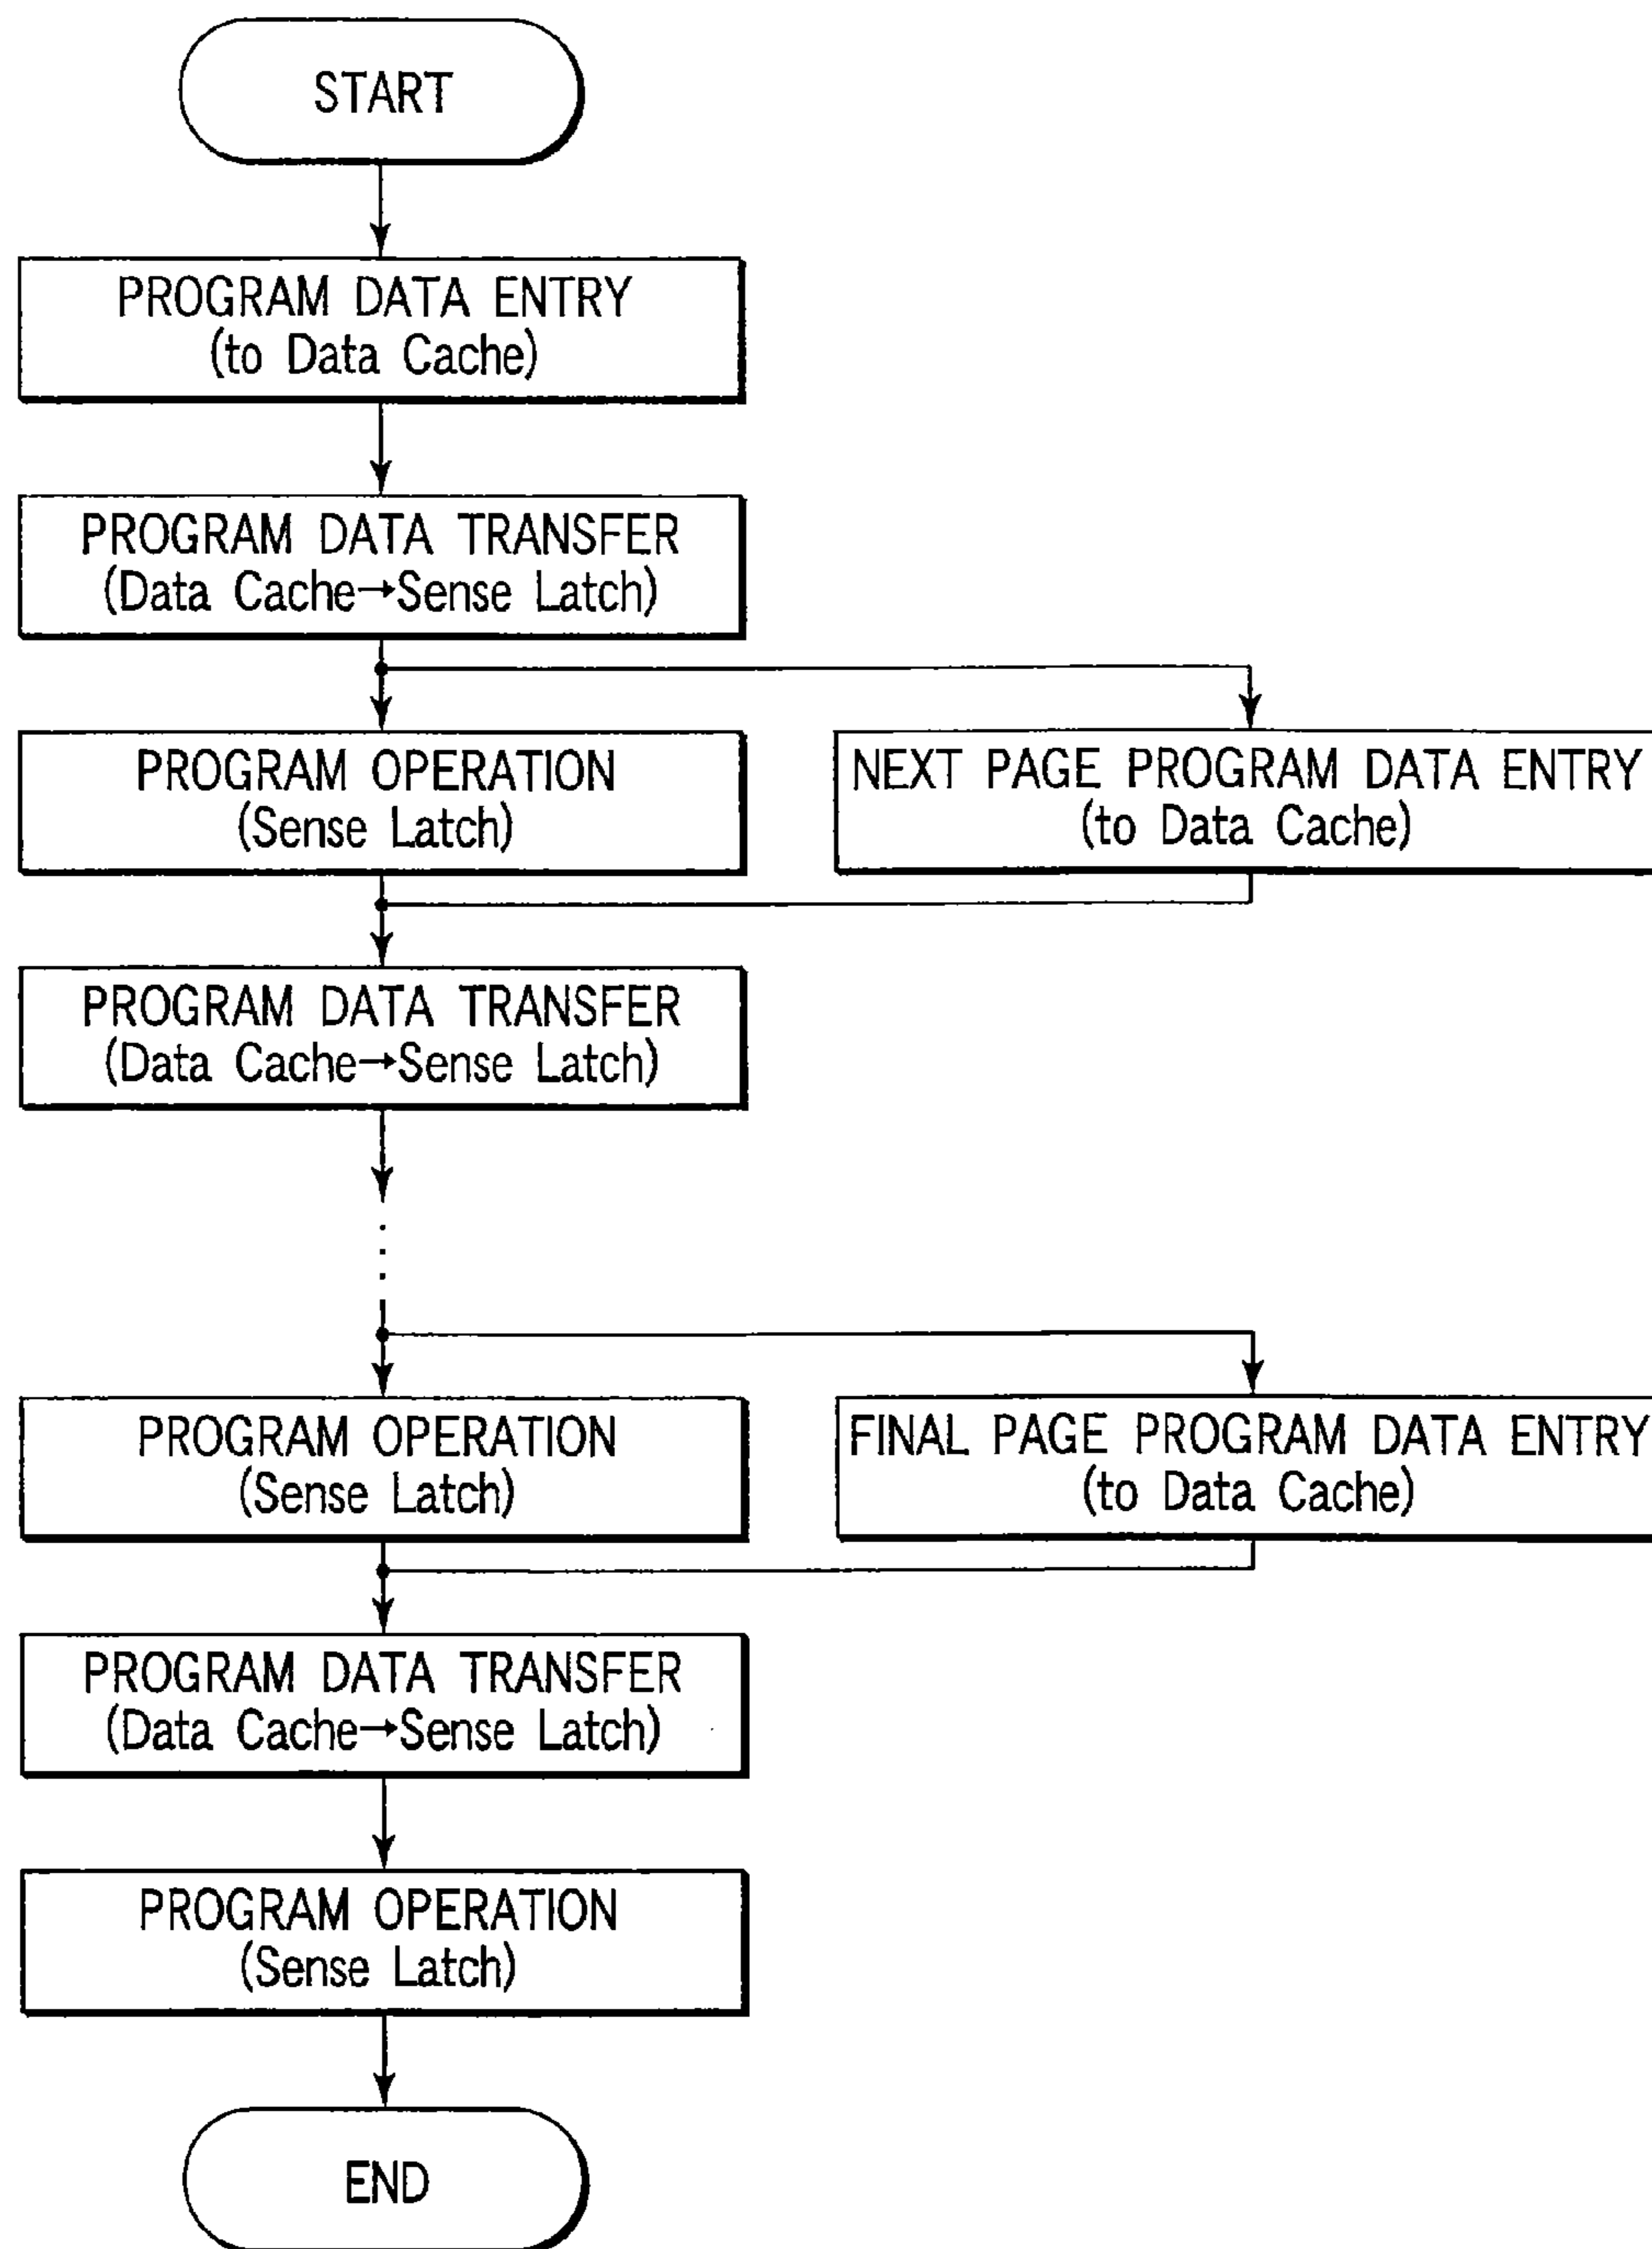 START
PROGRAM DATA ENTRY
(to Data Cache)
PROGRAM DATA TRANSFER
(Data Cache→Sense Latch)
PROGRAM OPERATION
(Sense Latch)
NEXT PAGE PROGRAM DATA ENTRY
(to Data Cache)
PROGRAM DATA TRANSFER
(Data Cache→Sense Latch)
PROGRAM OPERATION
(Sense Latch)
FINAL PAGE PROGRAM DATA ENTRY
(to Data Cache)
PROGRAM DATA TRANSFER
(Data Cache→Sense Latch)
PROGRAM OPERATION
(Sense Latch)
END